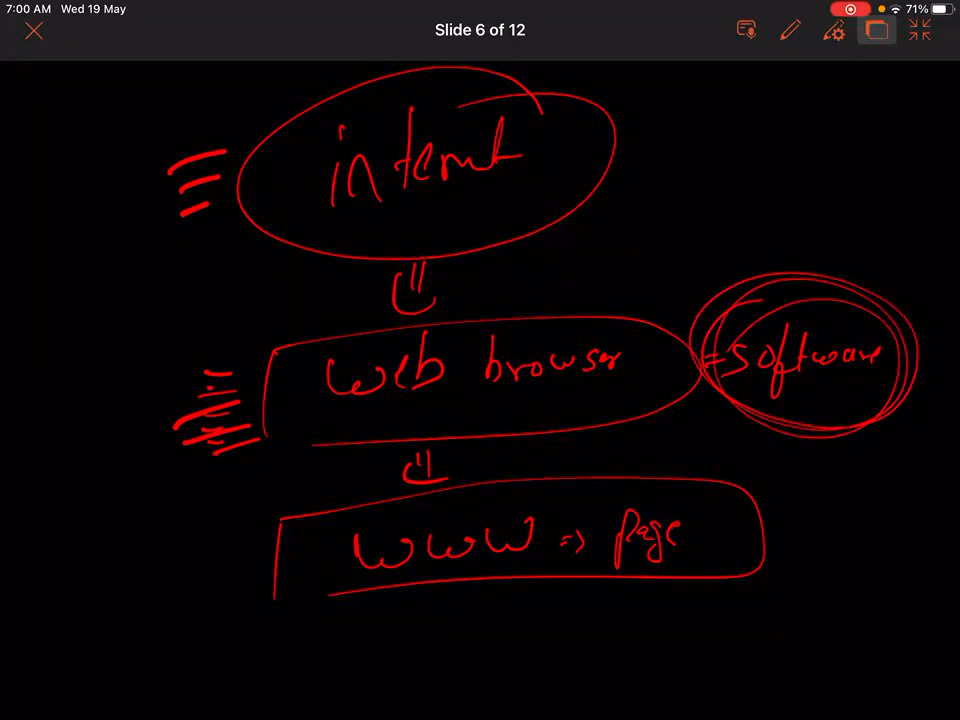 7:00 AM Wed 19 May
71%
Slide 6 of 12
internet
web browser = software
www => page